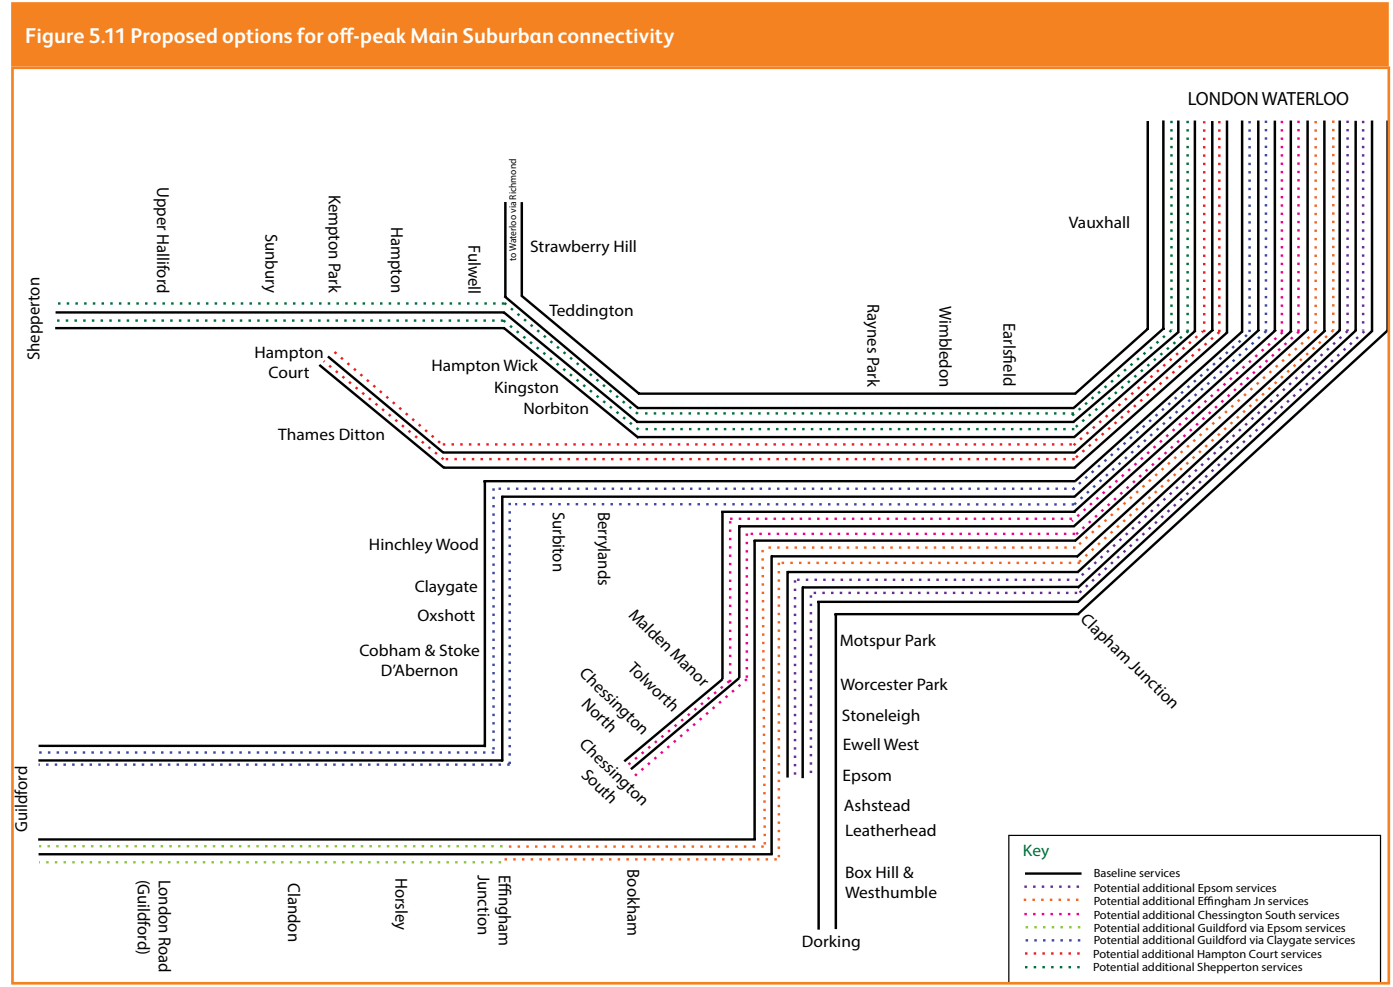 Figure 5.11 Proposed options for off-peak Main Suburban connectivity
LONDON WATERLOO
Vauxhall
to Waterloo via Richmond
Strawberry Hill
Teddington
Shepperton
Upper Halliford
Sunbury
Kempton Park
Hampton
Fulwell
Hampton Wick
Kingston
Norbiton
Raynes Park
Wimbledon
Earlsfield
Hampton
Court
Thames Ditton
Hinchley Wood
Claygate
Oxshott
Cobham & Stoke
D'Abernon
Surbiton
Berrylands
Malden Manor
Tolworth
Chessington
North
Chessington
South
Clapham Junction
Motspur Park
Worcester Park
Stoneleigh
Ewell West
Epsom
Ashstead
Leatherhead
Box Hill &
Westhumble
Dorking
Guildford
London Road
(Guildford)
Clandon
Horsley
Effingham
Junction
Bookham
Key
Baseline services
Potential additional Epsom services
Potential additional Effingham Jn services
Potential additional Chessington South services
Potential additional Guildford via Epsom services
Potential additional Guildford via Claygate services
Potential additional Hampton Court services
Potential additional Shepperton services